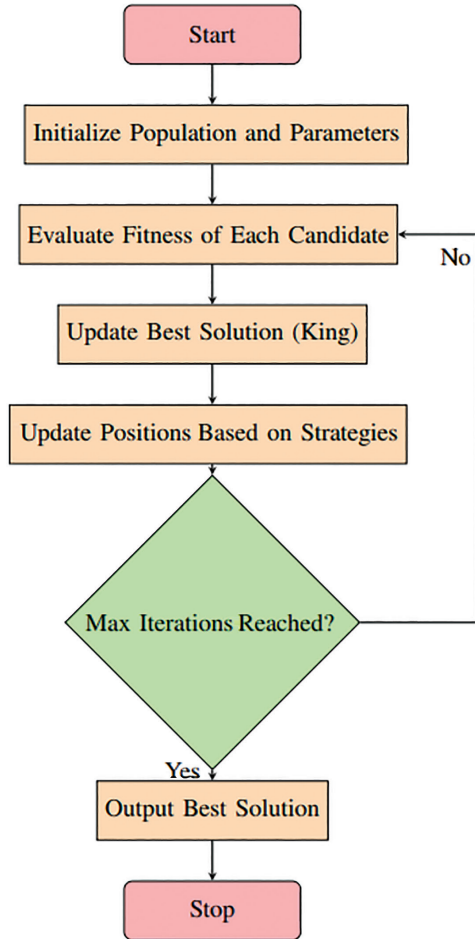 Start
Initialize Population and Parameters
Evaluate Fitness of Each Candidate
No
Update Best Solution (King)
Update Positions Based on Strategies
Max Iterations Reached?
Yes
Output Best Solution
Stop